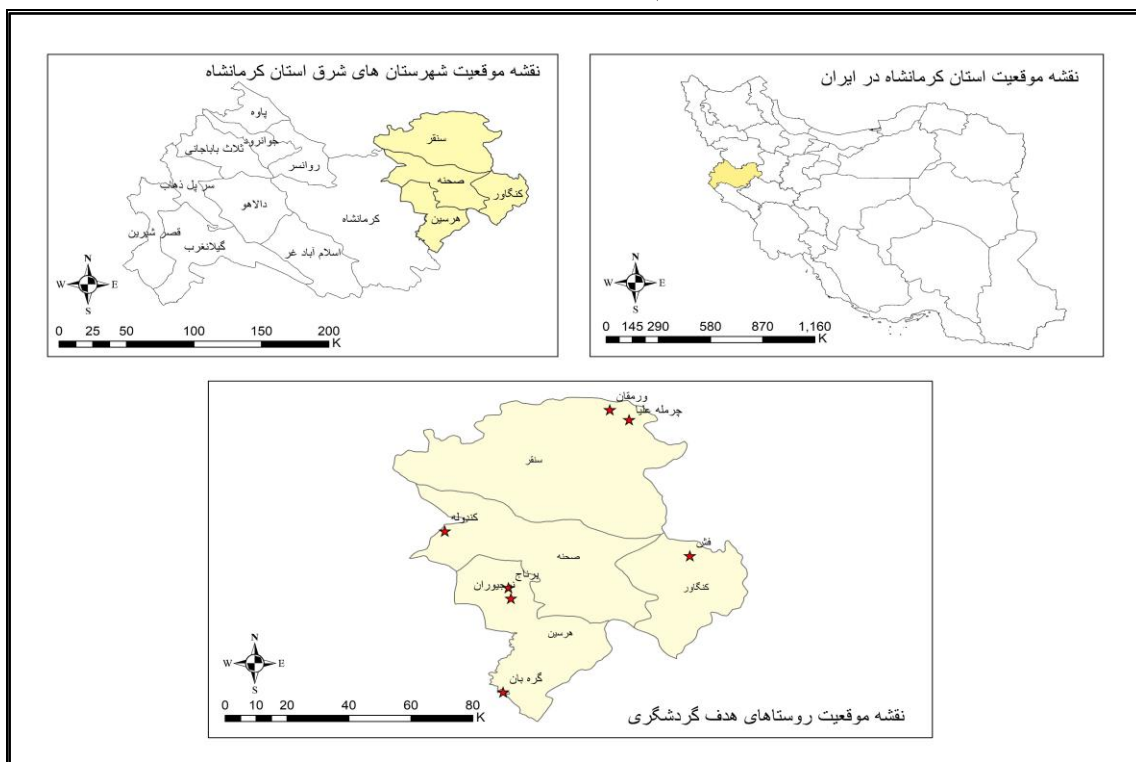 نقشه موقعیت استان کرمانشاه در ایران
N
W E
S
0 145 290 580 870 1,160
K
نقشه موقعیت شهرستان های شرق استان کرمانشاه
پاوه
جوانرود
ثلاث باباجانی
روانسر
سنقر
صحنه
کنگاور
هرسین
سر پل ذهاب
دالاهو
کرمانشاه
قصر شیرین
گیلانغرب
اسلام آباد غر
N
W E
S
0 25 50 100 150 200
K
ورمقان
چرمله علیا
سنقر
کندوله
صحنه
فش
کنگاور
برناج
هرسین
گره بان
N
W E
S
0 10 20 40 60 80
K
نقشه موقعیت روستاهای هدف گردشگری